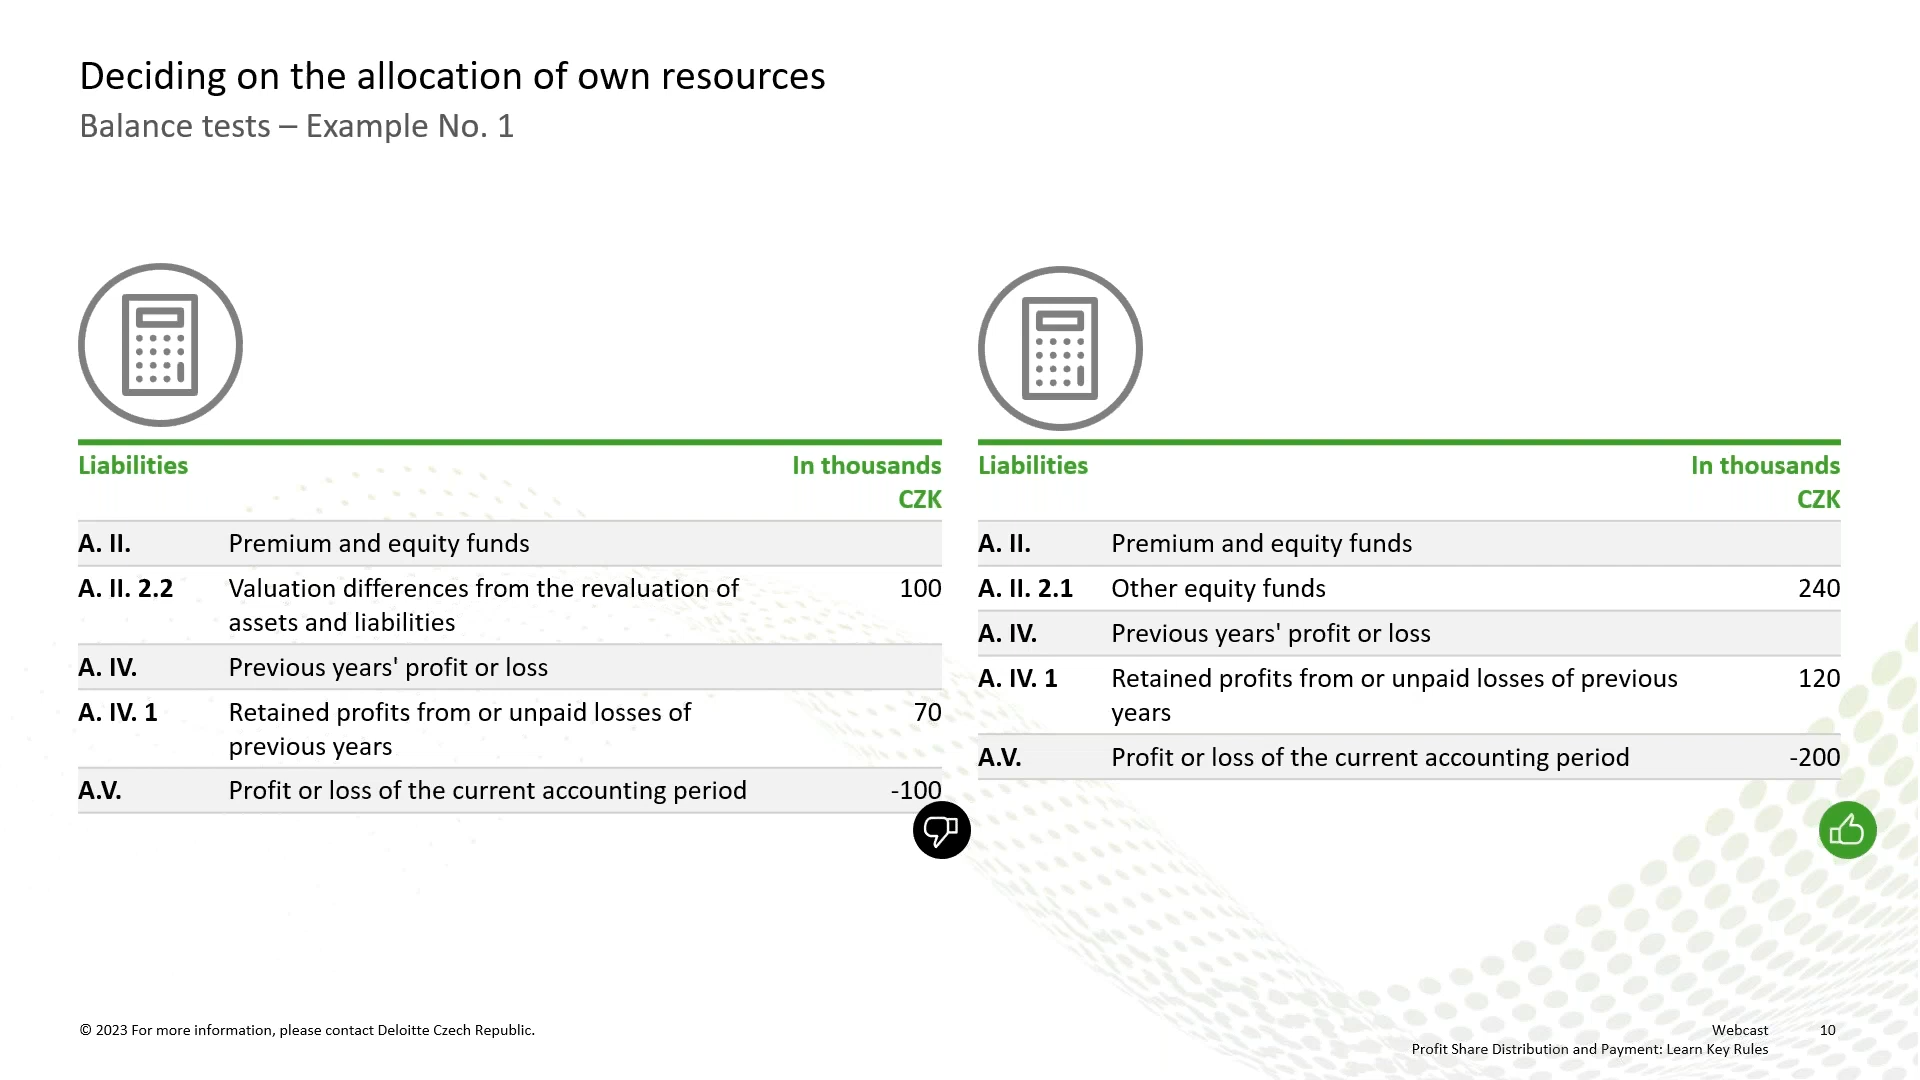 Deciding on the allocation of own resources
Balance tests – Example No. 1
Liabilities In thousands
CZK
A. II. Premium and equity funds
A. II. 2.2 Valuation differences from the revaluation of 100
assets and liabilities
A. IV. Previous years' profit or loss
A. IV. 1 Retained profits from or unpaid losses of 70
previous years
A.V. Profit or loss of the current accounting period -100
Liabilities In thousands
CZK
A. II. Premium and equity funds
A. II. 2.1 Other equity funds 240
A. IV. Previous years' profit or loss
A. IV. 1 Retained profits from or unpaid losses of previous 120
years
A.V. Profit or loss of the current accounting period -200
© 2023 For more information, please contact Deloitte Czech Republic.
Webcast 10
Profit Share Distribution and Payment: Learn Key Rules